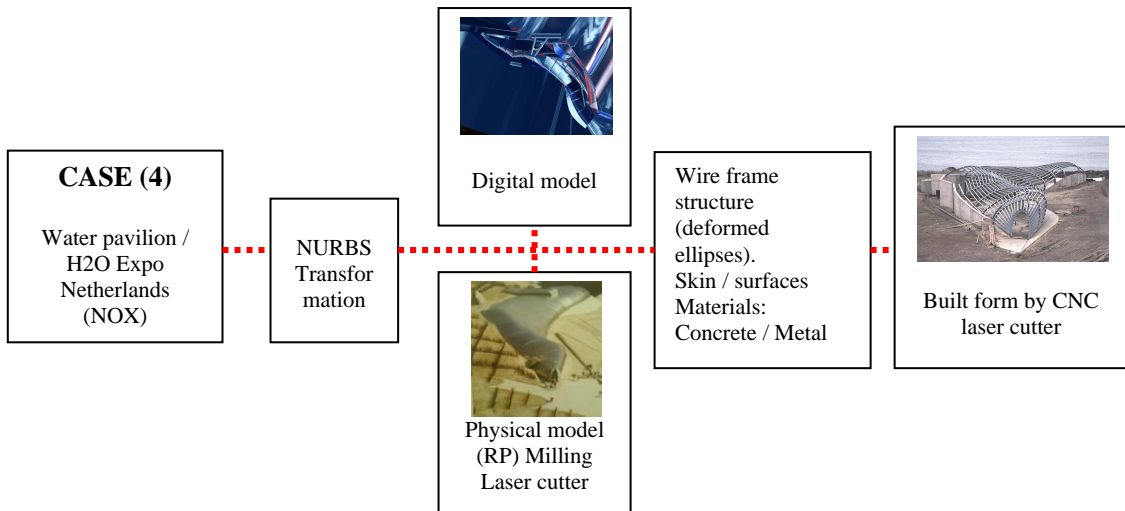 CASE (4)
Water pavilion /
H2O Expo
Netherlands
(NOX)
NURBS
Transfor
mation
Digital model
Physical model
(RP) Milling
Laser cutter
Wire frame
structure
(deformed
ellipses).
Skin / surfaces
Materials:
Concrete / Metal
Built form by CNC
laser cutter